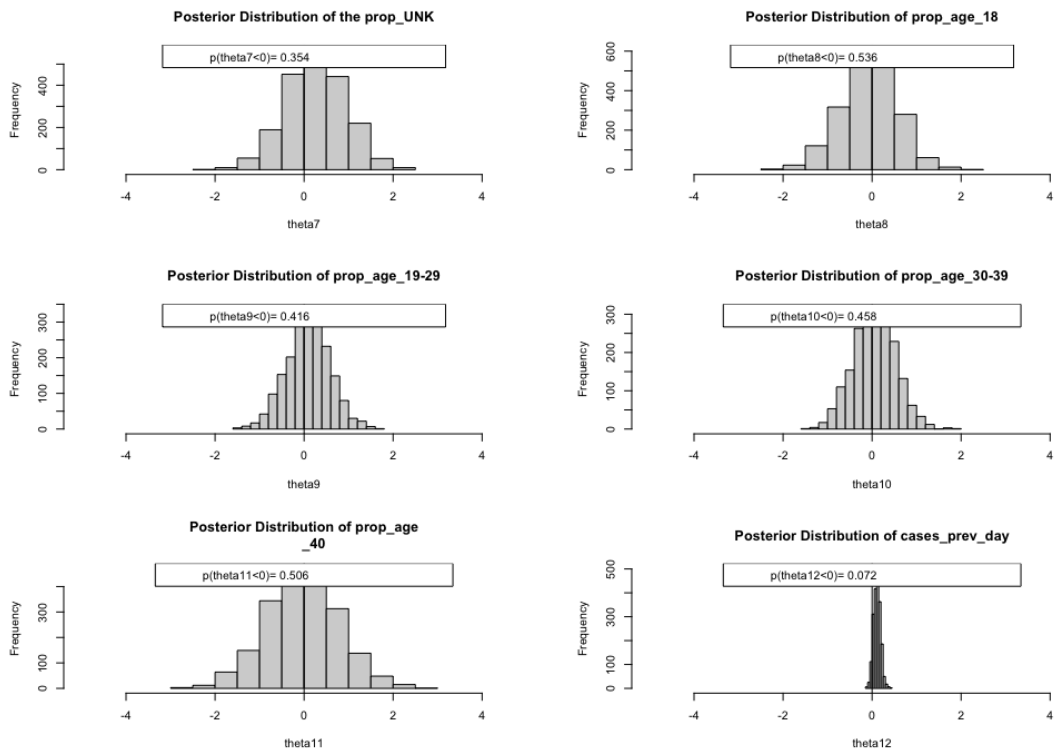 Posterior Distribution of the prop_UNK
p(theta7<0)= 0.354
Frequency
0 200 400
-4 -2 0 2 4
theta7
Posterior Distribution of prop_age_18
p(theta8<0)= 0.536
Frequency
0 200 400 600
-4 -2 0 2 4
theta8
Posterior Distribution of prop_age_19-29
p(theta9<0)= 0.416
Frequency
0 100 200 300
-4 -2 0 2 4
theta9
Posterior Distribution of prop_age_30-39
p(theta10<0)= 0.458
Frequency
0 100 200 300
-4 -2 0 2 4
theta10
Posterior Distribution of prop_age
_40
p(theta11<0)= 0.506
Frequency
0 100 300
-4 -2 0 2 4
theta11
Posterior Distribution of cases_prev_day
p(theta12<0)= 0.072
Frequency
0 100 300 500
-4 -2 0 2 4
theta12